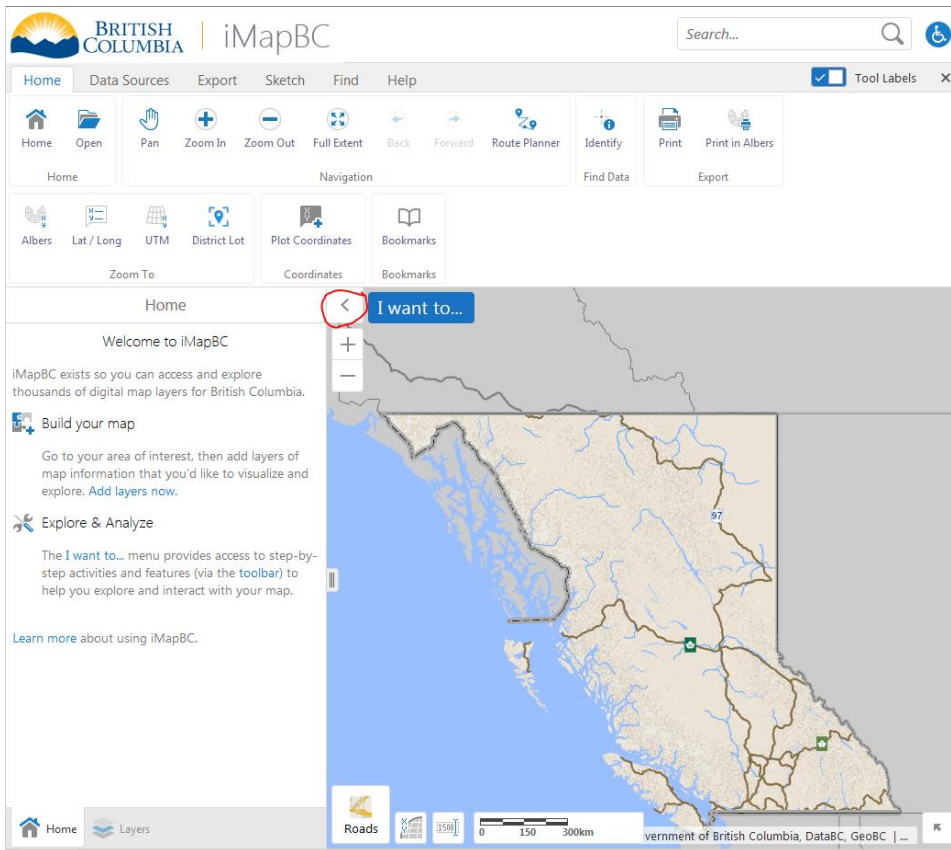 BRITISH
COLUMBIA
iMapBC
Search...
Home Data Sources Export Sketch Find Help
Tool Labels
Home Open Pan Zoom In Zoom Out Full Extent Back Forward Route Planner Identify Print Print in Albers
Home Navigation Find Data Export
Albers Lat / Long UTM District Lot Plot Coordinates Bookmarks
Zoom To Coordinates Bookmarks
Home
I want to...
Welcome to iMapBC
iMapBC exists so you can access and explore
thousands of digital map layers for British Columbia.
Build your map
Go to your area of interest, then add layers of
map information that you'd like to visualize and
explore. Add layers now.
Explore & Analyze
The I want to... menu provides access to step-by-
step activities and features (via the toolbar) to
help you explore and interact with your map.
Learn more about using iMapBC.
97
Home Layers
Roads
0 150 300km
vernment of British Columbia, DataBC, GeoBC | ...